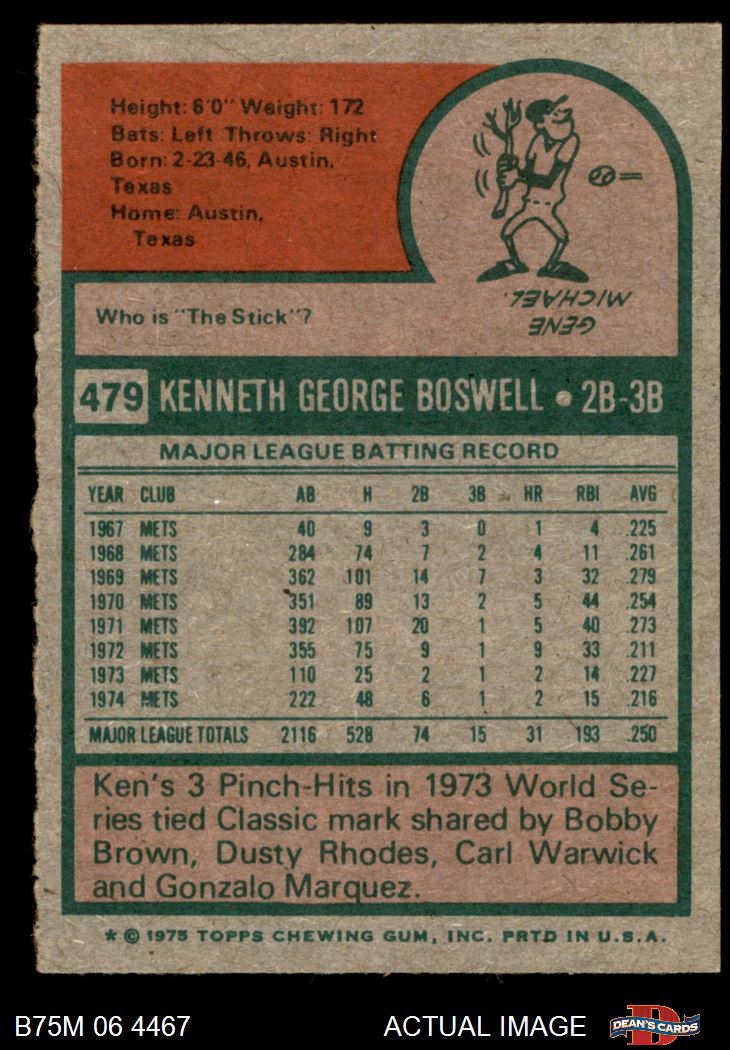 Height: 6'0" Weight: 172
Bats: Left Throws: Right
Born: 2-23-46, Austin,
Texas
Home: Austin,
Texas
Who is "The Stick"?
GENE
MICHAEL.
479 KENNETH GEORGE BOSWELL • 2B-3B
MAJOR LEAGUE BATTING RECORD
YEAR CLUB AB H 2B 3B HR RBI AVG
1967 METS 40 9 3 0 1 4 .225
1968 METS 284 74 7 2 4 11 .261
1969 METS 362 101 14 7 3 32 .279
1970 METS 351 89 13 2 5 44 .254
1971 METS 392 107 20 1 5 40 .273
1972 METS 355 75 9 1 9 33 .211
1973 METS 110 25 2 1 2 14 .227
1974 METS 222 48 6 1 2 15 .216
MAJOR LEAGUE TOTALS 2116 528 74 15 31 193 .250
Ken's 3 Pinch-Hits in 1973 World Se-
ries tied Classic mark shared by Bobby
Brown, Dusty Rhodes, Carl Warwick
and Gonzalo Marquez.
* © 1975 TOPPS CHEWING GUM, INC. PRTD IN U.S.A.
B75M 06 4467 ACTUAL IMAGE
D
DEAN'S CARDS